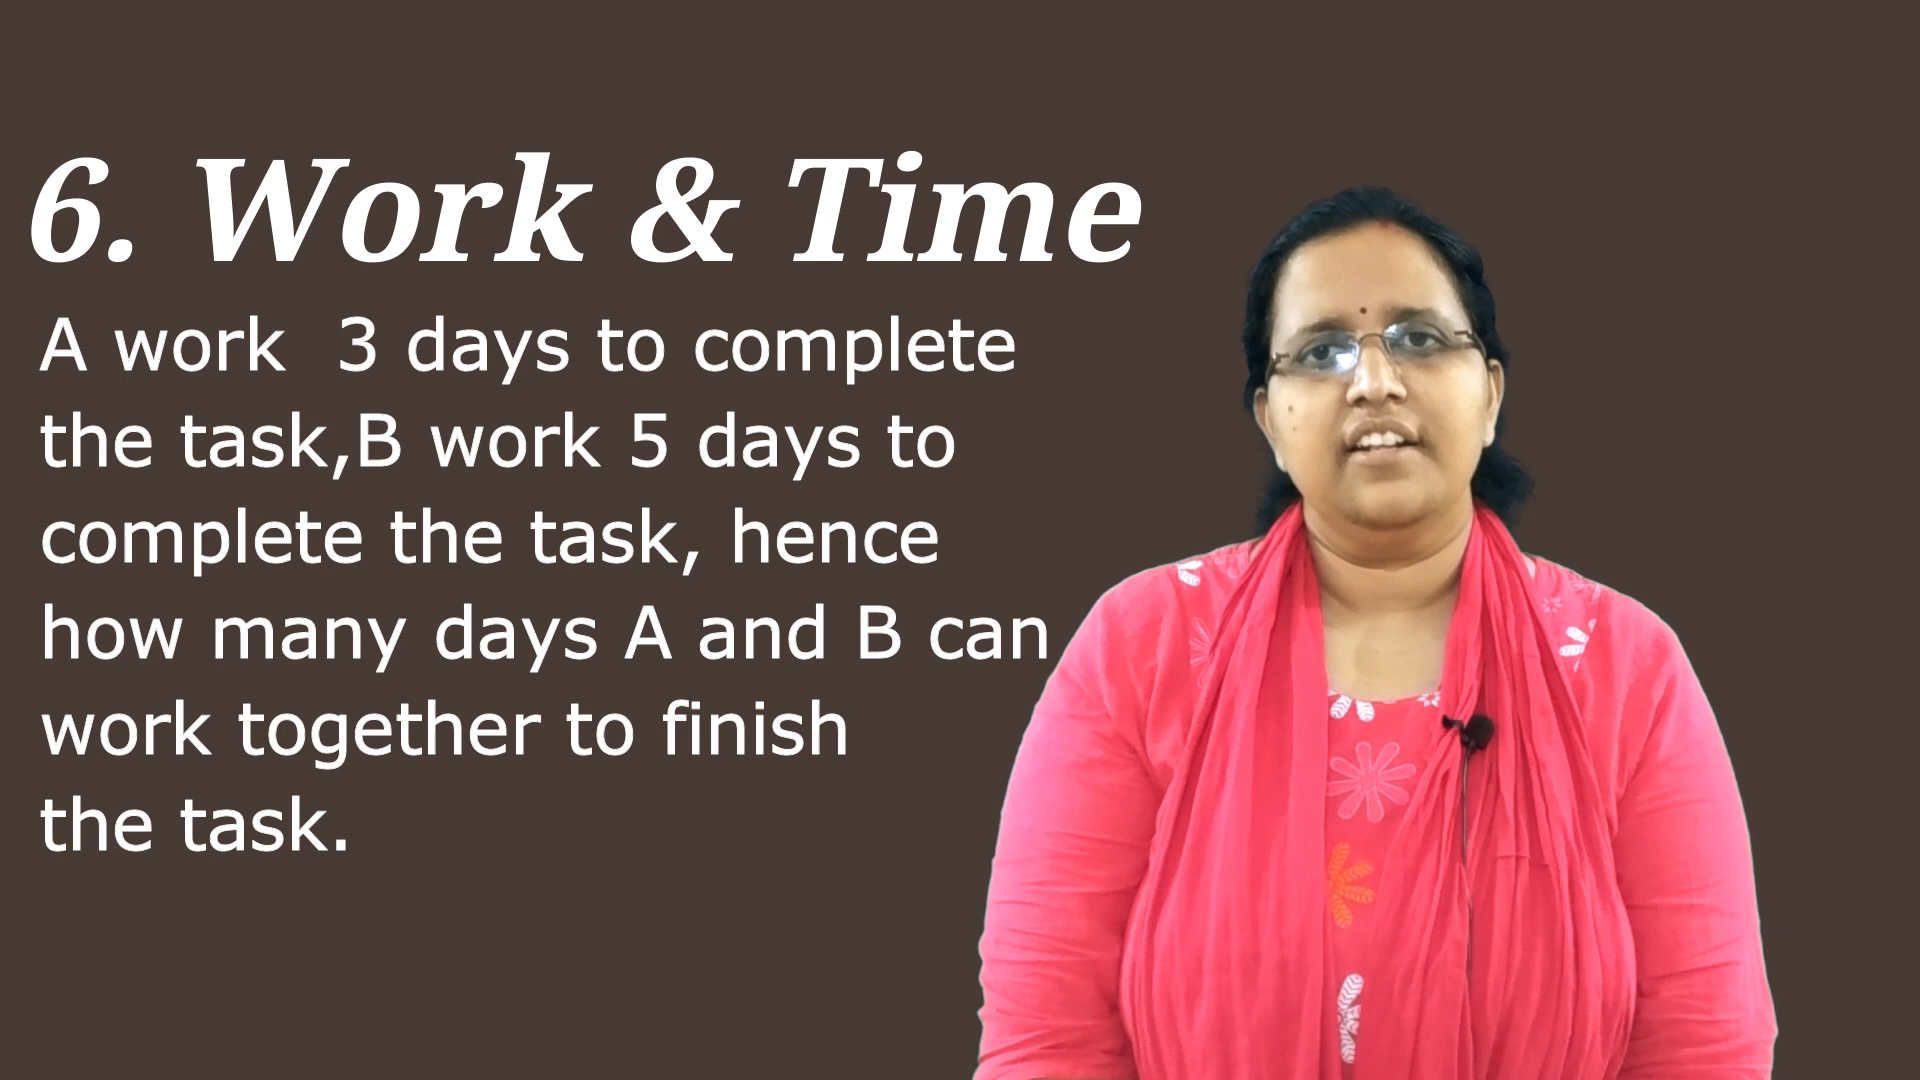 6. Work & Time
A work  3 days to complete
the task,B work 5 days to
complete the task, hence
how many days A and B can
work together to finish
the task.